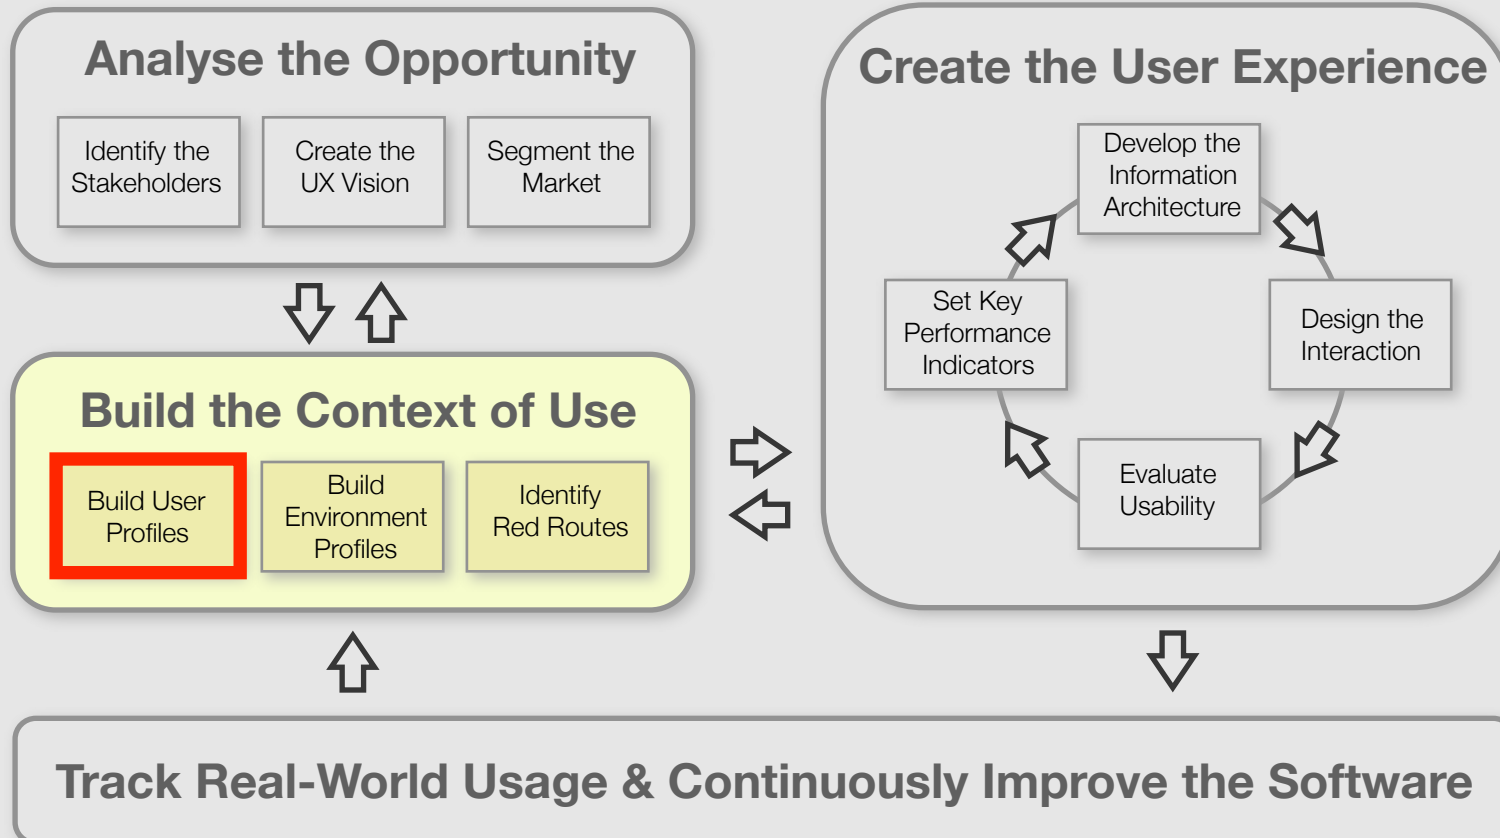 Analyse the Opportunity
Identify the
Stakeholders
Create the
UX Vision
Segment the
Market
Build the Context of Use
Build User
Profiles
Build
Environment
Profiles
Identify
Red Routes
Create the User Experience
Develop the
Information
Architecture
Design the
Interaction
Evaluate
Usability
Set Key
Performance
Indicators
Track Real-World Usage & Continuously Improve the Software